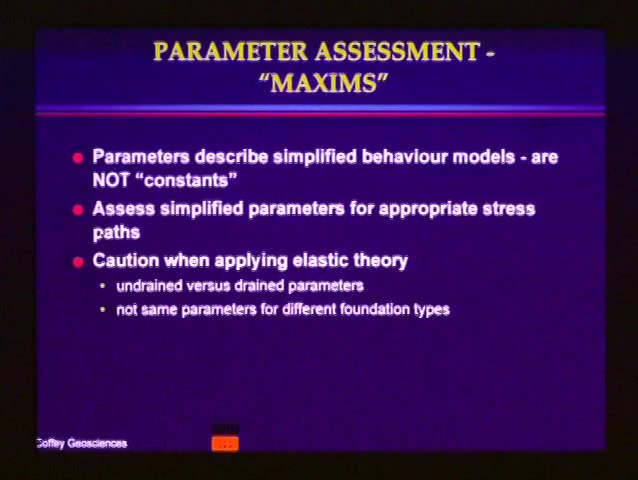 PARAMETER ASSESSMENT -
“MAXIMS”
Parameters describe simplified behaviour models - are
NOT “constants”
Assess simplified parameters for appropriate stress
paths
Caution when applying elastic theory
undrained versus drained parameters
not same parameters for different foundation types
Coffey Geosciences